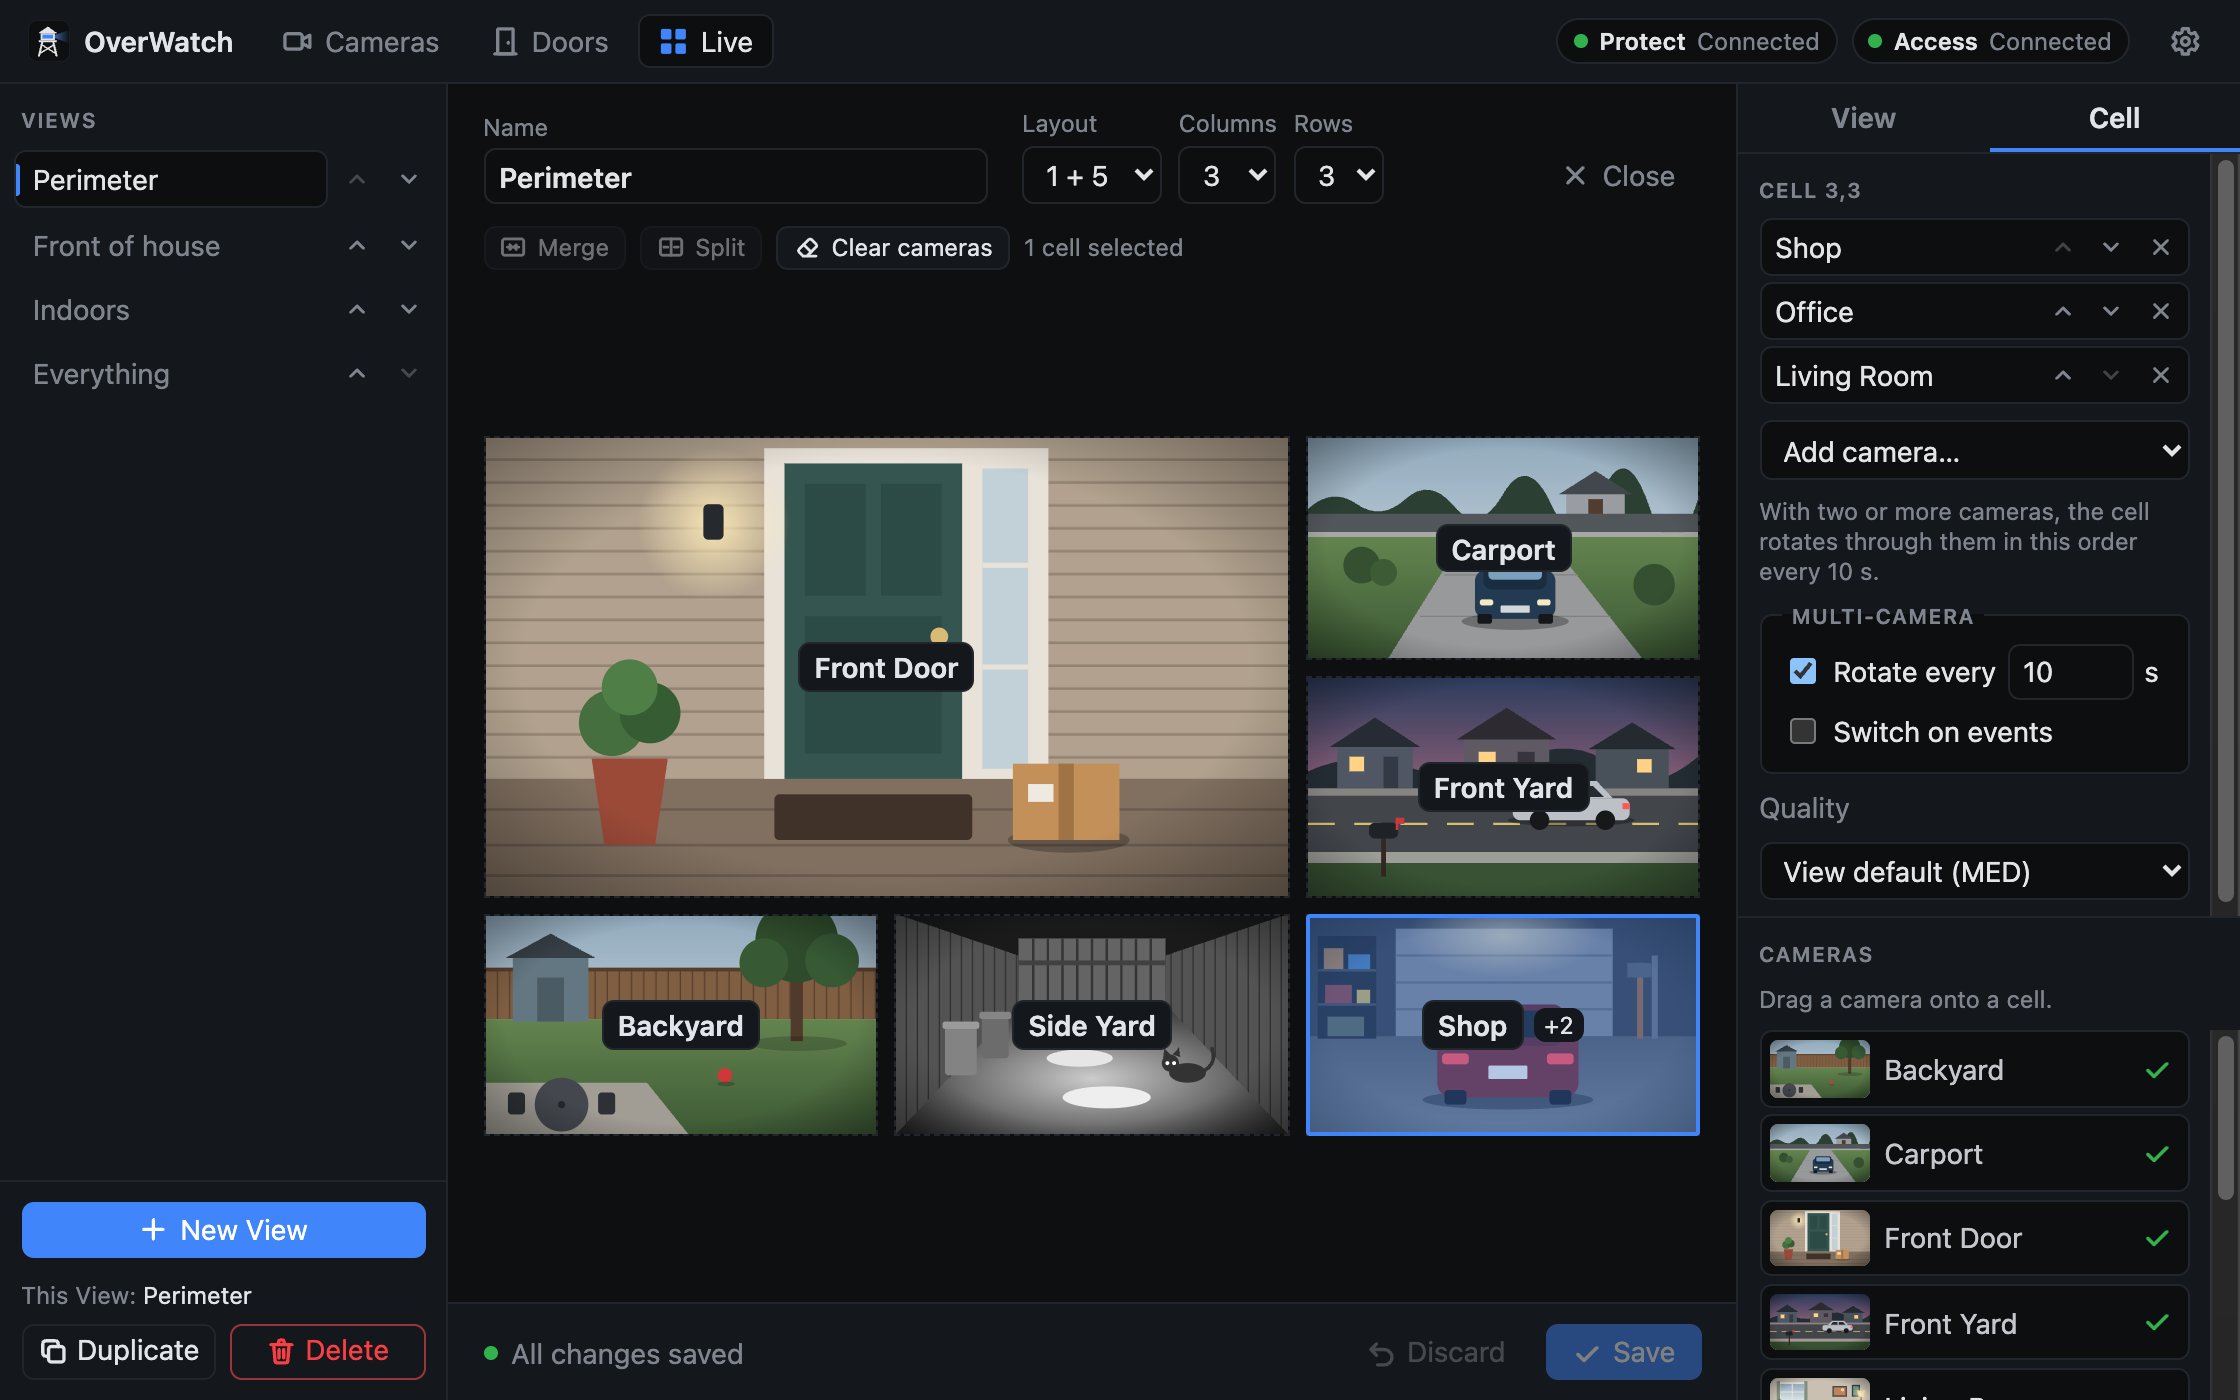 OverWatch
Cameras
Doors
Live
Protect Connected
Access Connected
VIEWS
Perimeter
Front of house
Indoors
Everything
New View
This View: Perimeter
Duplicate
Delete
Name
Perimeter
Layout
1 + 5
Columns
3
Rows
3
Close
Merge
Split
Clear cameras
1 cell selected
Front Door
Carport
Front Yard
Backyard
Side Yard
Shop
+2
All changes saved
Discard
Save
View
Cell
CELL 3,3
Shop
Office
Living Room
Add camera...
With two or more cameras, the cell
rotates through them in this order
every 10 s.
MULTI-CAMERA
Rotate every 10 s
Switch on events
Quality
View default (MED)
CAMERAS
Drag a camera onto a cell.
Backyard
Carport
Front Door
Front Yard